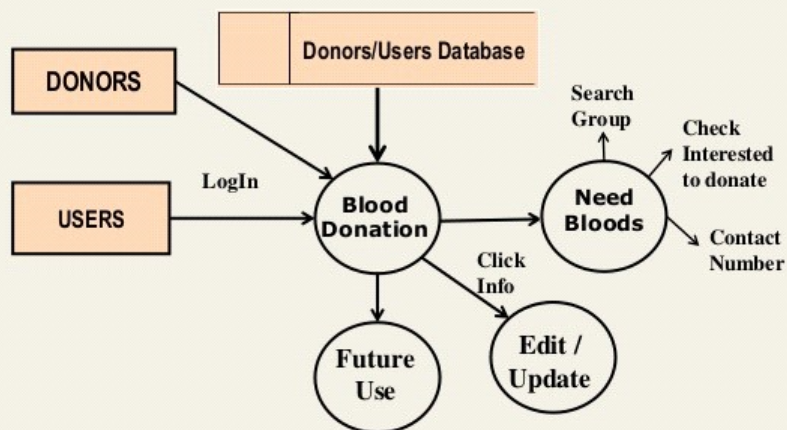 Donors/Users Database
DONORS
Search
Group
Check
Interested
to donate
LogIn
USERS
Blood
Donation
Need
Bloods
Contact
Number
Click
Info
Future
Use
Edit /
Update